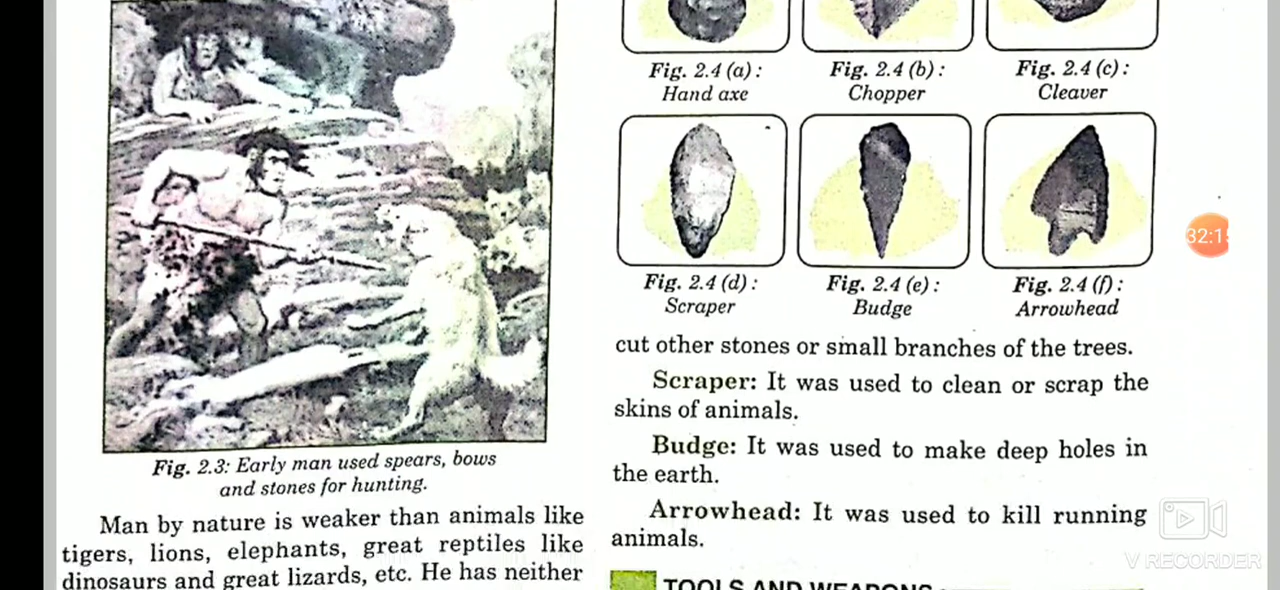 Fig. 2.3: Early man used spears, bows
and stones for hunting.
Man by nature is weaker than animals like
tigers, lions, elephants, great reptiles like
dinosaurs and great lizards, etc. He has neither
Fig. 2.4 (a) :
Hand axe
Fig. 2.4 (b) :
Chopper
Fig. 2.4 (c) :
Cleaver
Fig. 2.4 (d) :
Scraper
Fig. 2.4 (e) :
Budge
Fig. 2.4 (f) :
Arrowhead
cut other stones or small branches of the trees.
Scraper: It was used to clean or scrap the
skins of animals.
Budge: It was used to make deep holes in
the earth.
Arrowhead: It was used to kill running
animals.
TOOLS AND WEAPONS
32:1
V RECORDER